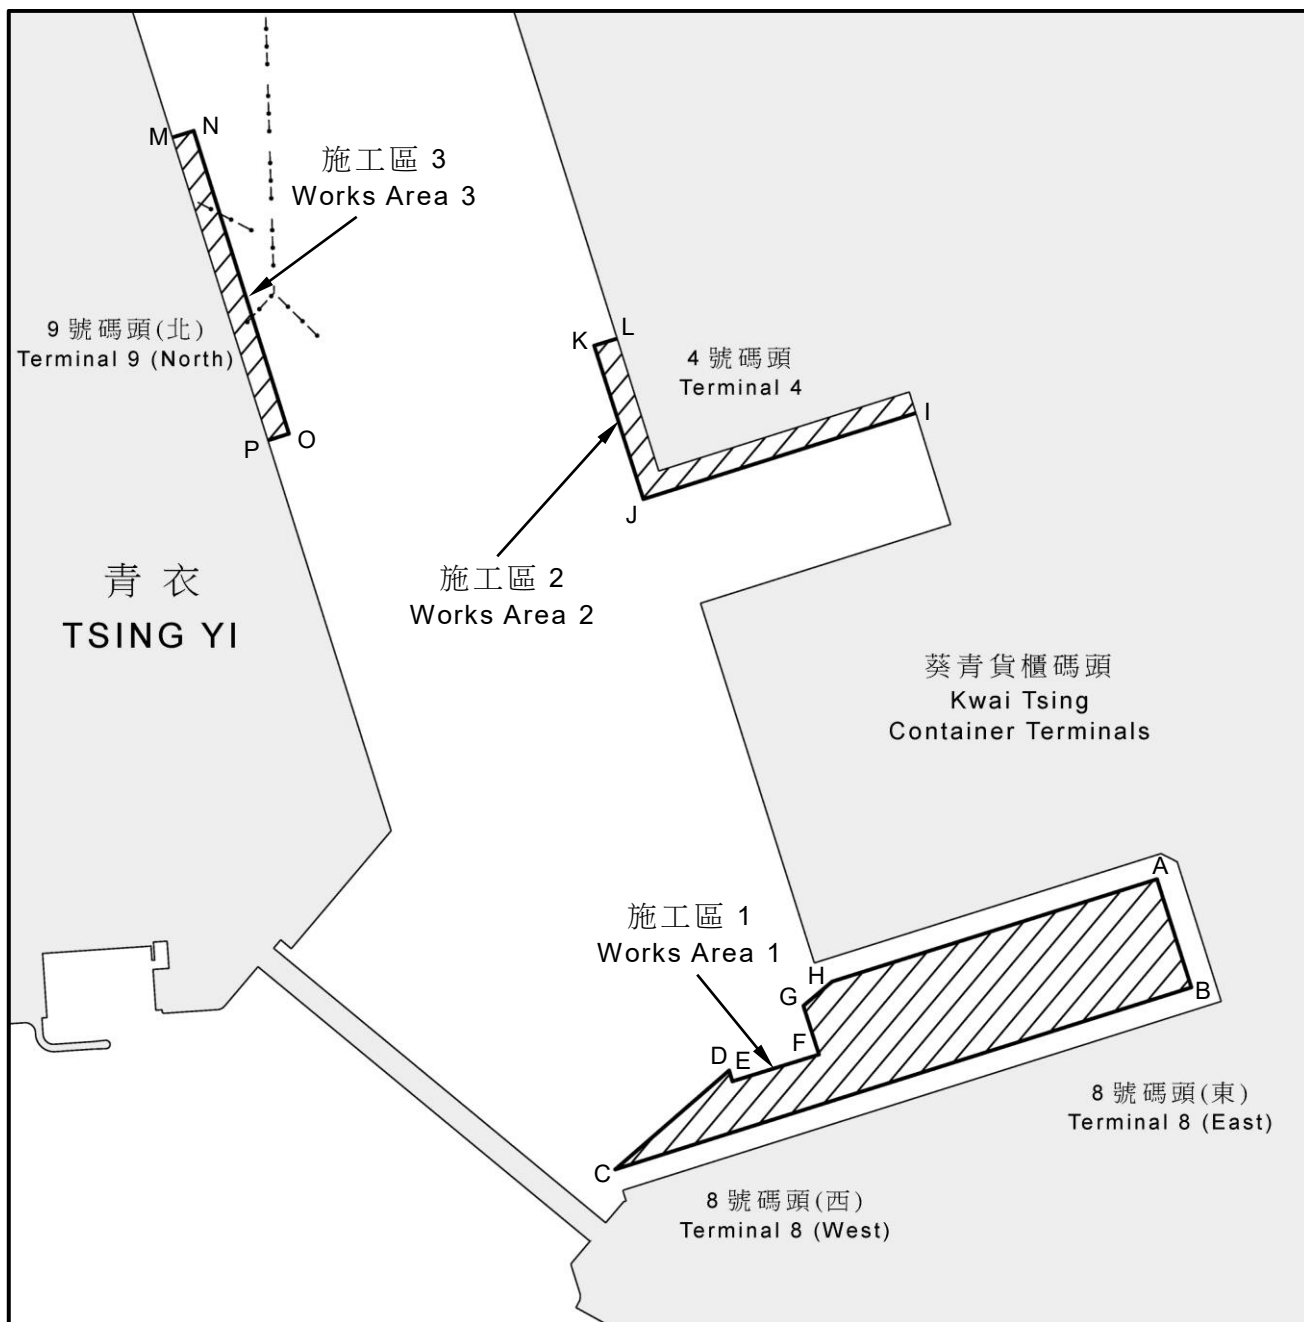 M
N
施工區 3
Works Area 3
9 號碼頭(北)
Terminal 9 (North)
K
L
4 號碼頭
Terminal 4
I
P
O
J
青 衣
TSING YI
施工區 2
Works Area 2
葵青貨櫃碼頭
Kwai Tsing
Container Terminals
A
施工區 1
Works Area 1
H
G
B
F
D
E
8 號碼頭(東)
Terminal 8 (East)
C
8 號碼頭(西)
Terminal 8 (West)